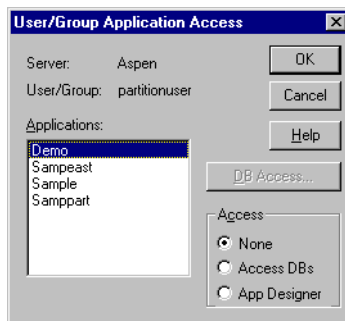 User/Group Application Access
Server: Aspen
User/Group: partitionuser
Applications:
Demo
Sampeast
Sample
Samppart
OK
Cancel
Help
DB Access...
Access
None
Access DBs
App Designer